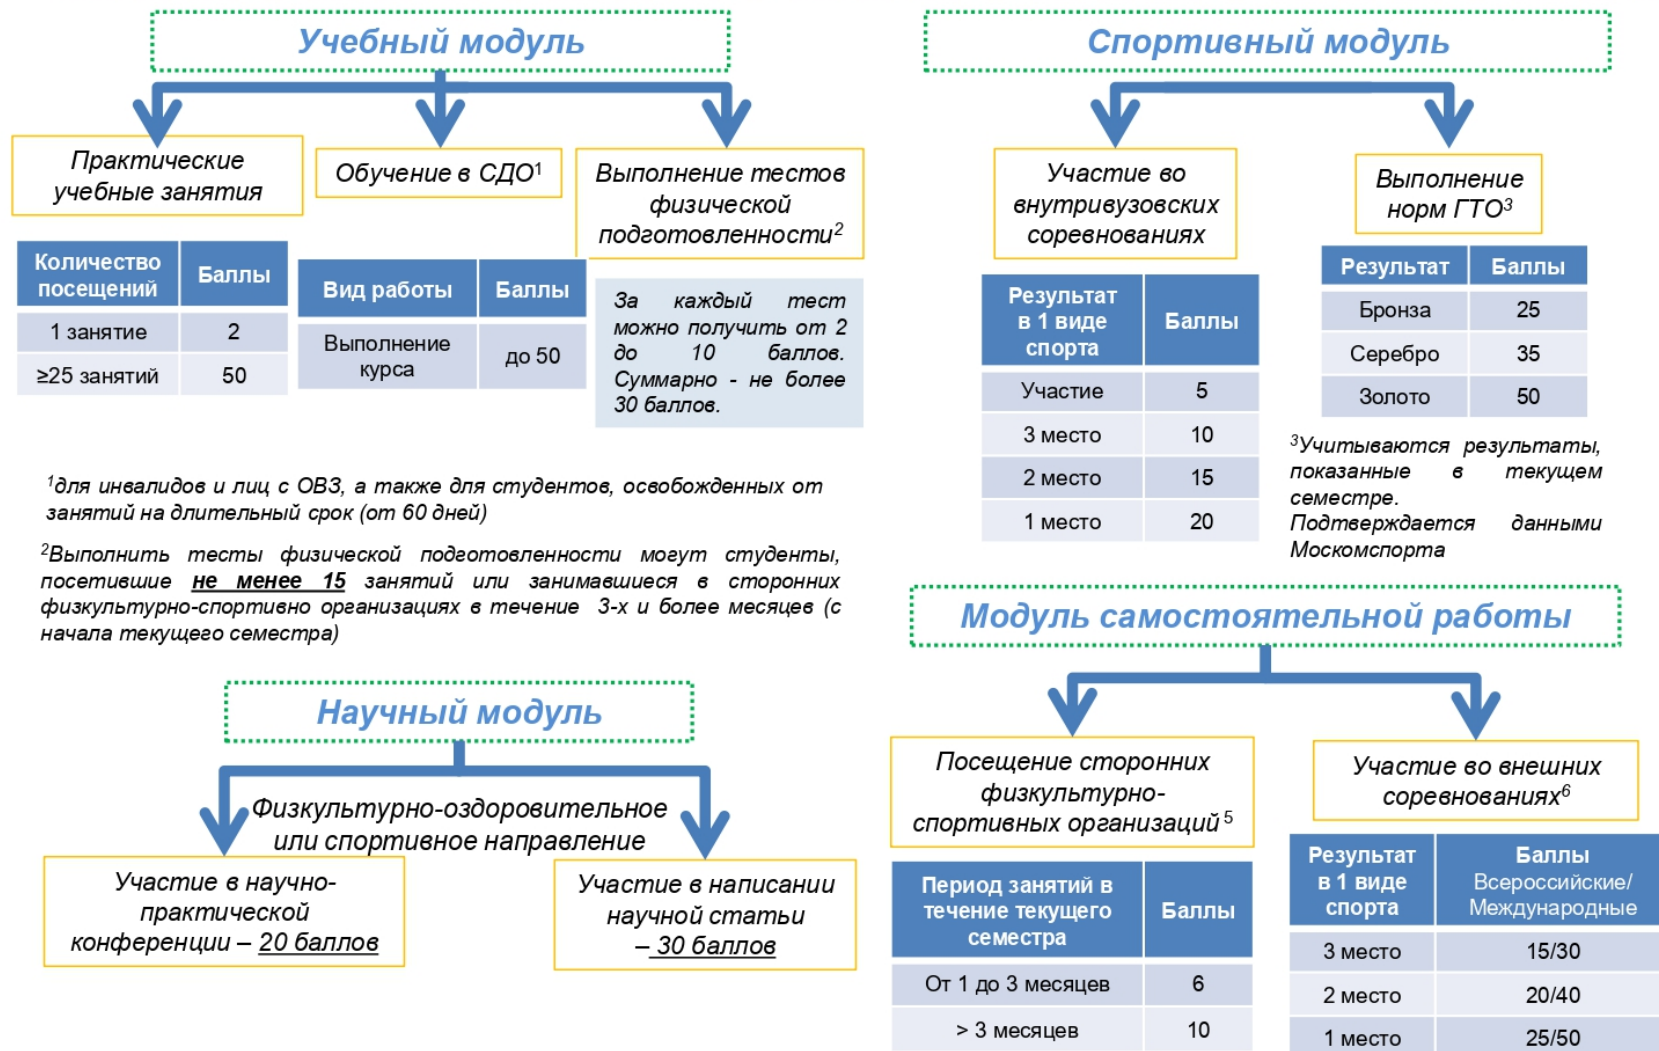 Учебный модуль
Практические
учебные занятия
Обучение в СДО¹
Выполнение тестов
физической
подготовленности²
Количество
посещений
Баллы
1 занятие
2
≥25 занятий
50
Вид работы
Баллы
Выполнение
курса
до 50
За каждый тест
можно получить от 2
до 10 баллов.
Суммарно - не более
30 баллов.
¹для инвалидов и лиц с ОВЗ, а также для студентов, освобожденных от
занятий на длительный срок (от 60 дней)
²Выполнить тесты физической подготовленности могут студенты,
посетившие не менее 15 занятий или занимавшиеся в сторонних
физкультурно-спортивно организациях в течение 3-х и более месяцев (с
начала текущего семестра)
Спортивный модуль
Участие во
внутривузовских
соревнованиях
Выполнение
норм ГТО³
Результат
в 1 виде
спорта
Баллы
Участие
5
3 место
10
2 место
15
1 место
20
Результат
Баллы
Бронза
25
Серебро
35
Золото
50
³Учитываются результаты,
показанные в текущем
семестре.
Подтверждается данными
Москомспорта
Научный модуль
Физкультурно-оздоровительное
или спортивное направление
Участие в научно-
практической
конференции – 20 баллов
Участие в написании
научной статьи
– 30 баллов
Модуль самостоятельной работы
Посещение сторонних
физкультурно-
спортивных организаций ⁵
Участие во внешних
соревнованиях⁶
Период занятий в
течение текущего
семестра
Баллы
От 1 до 3 месяцев
6
> 3 месяцев
10
Результат
в 1 виде
спорта
Баллы
Всероссийские/
Международные
3 место
15/30
2 место
20/40
1 место
25/50